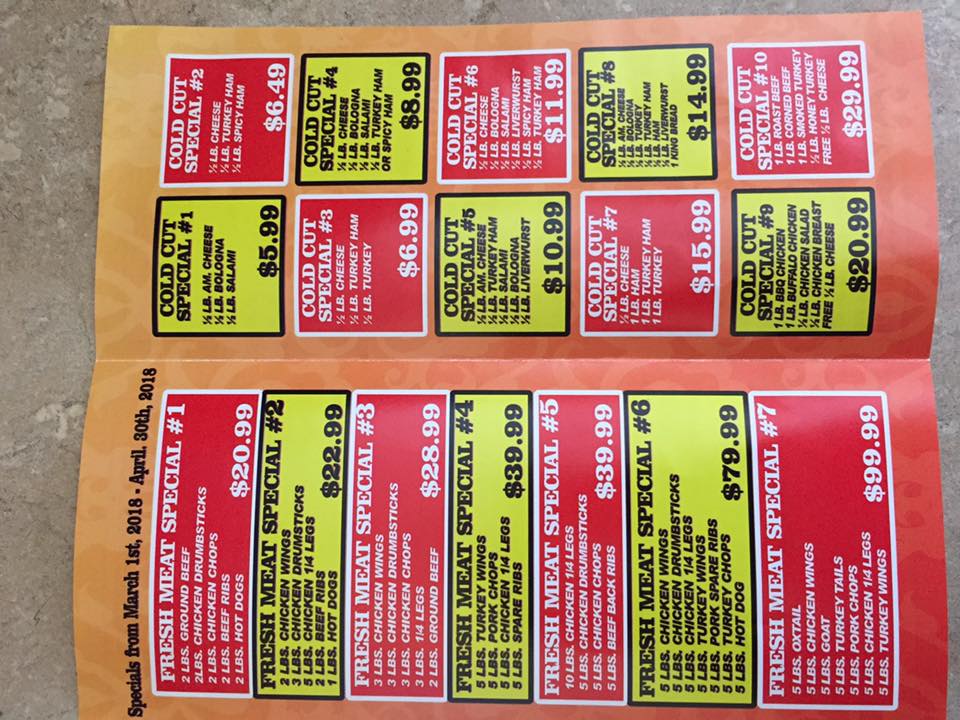 Specials from March 1st, 2018 - April. 30th, 2018
FRESH MEAT SPECIAL #1
2 LBS. GROUND BEEF
2LBS. CHICKEN DRUMBSTICKS
2 LBS. CHICKEN CHOPS
2 LBS. BEEF RIBS
2 LBS. HOT DOGS
$20.99
FRESH MEAT SPECIAL #2
2 LBS. CHICKEN WINGS
3 LBS. CHICKEN DRUMSTICKS
5 LBS. CHICKEN 1/4 LEGS
2 LBS. BEEF RIBS
1 LBS. HOT DOGS
$22.99
FRESH MEAT SPECIAL #3
3 LBS. CHICKEN WINGS
3 LBS. CHICKEN DRUMSTICKS
3 LBS. CHICKEN CHOPS
3 LBS. 1/4 LEGS
2 LBS. GROUND BEEF
$28.99
FRESH MEAT SPECIAL #4
5 LBS. TURKEY WINGS
5 LBS. PORK CHOPS
5 LBS. CHICKEN 1/4 LEGS
5 LBS. SPARE RIBS
$39.99
FRESH MEAT SPECIAL #5
10 LBS. CHICKEN 1/4 LEGS
5 LBS. CHICKEN DRUMBSTICKS
5 LBS. CHICKEN CHOPS
5 LBS. BEEF BACK RIBS
$39.99
FRESH MEAT SPECIAL #6
5 LBS. CHICKEN WINGS
5 LBS. CHICKEN DRUMBSTICKS
5 LBS. CHICKEN 1/4 LEGS
5 LBS. TURKEY WINGS
5 LBS. PORK SPARE RIBS
5 LBS. TURKEY CHOPS
5 LBS. HOT DOG
$79.99
FRESH MEAT SPECIAL #7
5 LBS. OXTAIL
5 LBS. CHICKEN WINGS
5 LBS. GOAT
5 LBS. TURKEY TAILS
5 LBS. PORK CHOPS
5 LBS. CHICKEN 1/4 LEGS
5 LBS. TURKEY WINGS
$99.99
COLD CUT
SPECIAL #1
½ LB. AM. CHEESE
½ LB. BOLOGNA
½ LB. SALAMI
$5.99
COLD CUT
SPECIAL #2
½ LB. CHEESE
½ LB. TURKEY HAM
½ LB. SPICY HAM
$6.49
COLD CUT
SPECIAL #3
½ LB. CHEESE
½ LB. TURKEY HAM
½ LB. TURKEY
$6.99
COLD CUT
SPECIAL #4
½ LB. CHEESE
½ LB. BOLOGNA
½ LB. SALAMI
½ LB. TURKEY HAM
OR SPICY HAM
$8.99
COLD CUT
SPECIAL #5
½ LB. AM. CHEESE
½ LB. TURKEY HAM
½ LB. SALAMI
½ LB. BOLOGNA
½ LB. LIVERWURST
$10.99
COLD CUT
SPECIAL #6
½ LB. CHEESE
½ LB. BOLOGNA
½ LB. SALAMI
½ LB. LIVERWURST
½ LB. SPICY HAM
½ LB. TURKEY HAM
$11.99
COLD CUT
SPECIAL #7
½ LB. CHEESE
1 LB. HAM
1 LB. TURKEY HAM
1 LB. TURKEY
$15.99
COLD CUT
SPECIAL #8
½ LB. AM. CHEESE
½ LB. BOLOGNA
½ LB. TURKEY
½ LB. TURKEY HAM
HAM
½ LB. LIVERWURST
1 KING BREAD
$14.99
COLD CUT
SPECIAL #9
1 LB. BBQ CHICKEN
1 LB. BUFFALO CHICKEN
½ LB. CHICKEN SALAD
½ LB. CHICKEN BREAST
FREE ½ LB. CHEESE
$20.99
COLD CUT
SPECIAL #10
1 LB. ROAST BEEF
1 LB. CORNED BEEF
1 LB. SMOKED TURKEY
½ LB. HONEY TURKEY
FREE ½ LB. CHEESE
$29.99